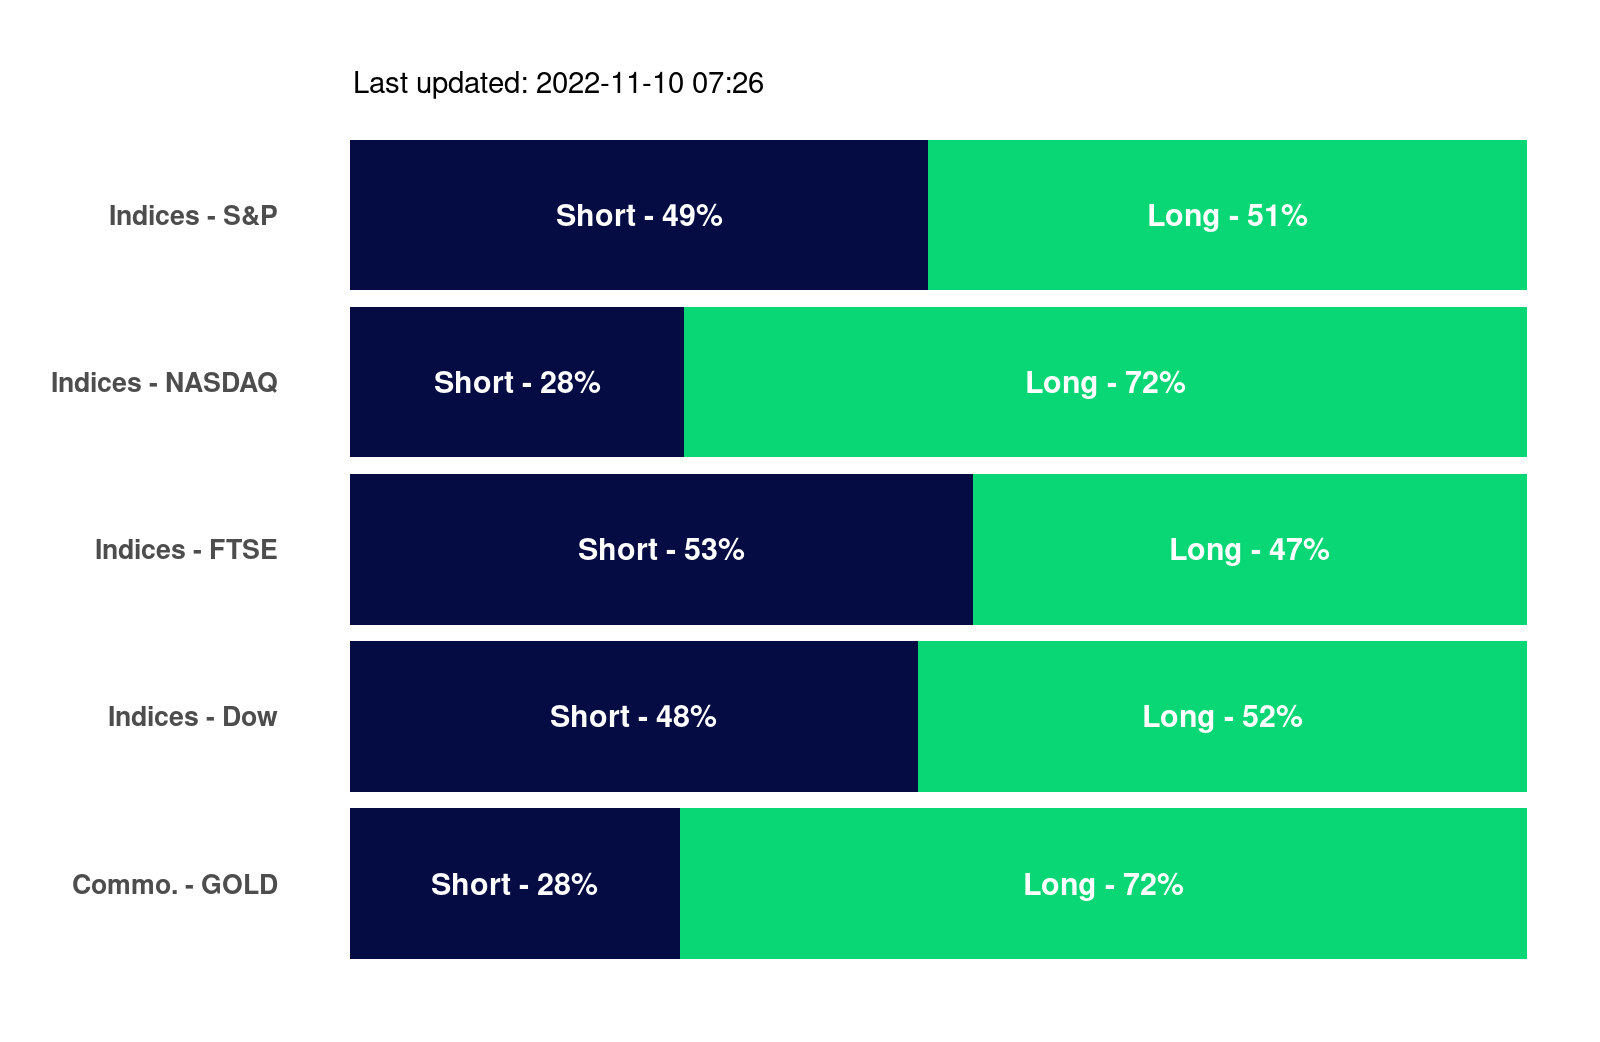 Last updated: 2022-11-10 07:26
Indices - S&P Short - 49% Long - 51%
Indices - NASDAQ Short - 28% Long - 72%
Indices - FTSE Short - 53% Long - 47%
Indices - Dow Short - 48% Long - 52%
Commo. - GOLD Short - 28% Long - 72%